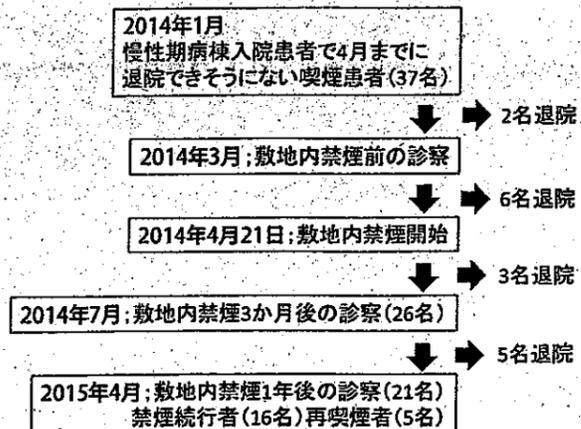 2014年1月
慢性期病棟入院患者で4月までに
退院できそうにない喫煙患者(37名)
2名退院
2014年3月;敷地内禁煙前の診察
6名退院
2014年4月21日;敷地内禁煙開始
3名退院
2014年7月;敷地内禁煙3か月後の診察(26名)
5名退院
2015年4月;敷地内禁煙1年後の診察(21名)
禁煙続行者(16名)再喫煙者(5名)